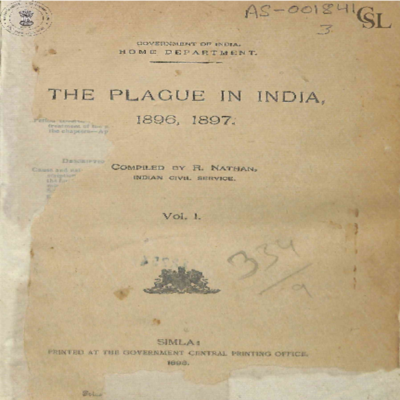 AS-001841
3
CSL
GOVERNMENT OF INDIA.
HOME DEPARTMENT.
THE PLAGUE IN INDIA,
1896, 1897.
COMPILED BY R. NATHAN,
INDIAN CIVIL SERVICE.
VOL. I.
334/9
SIMLA:
PRINTED AT THE GOVERNMENT CENTRAL PRINTING OFFICE.
1898.